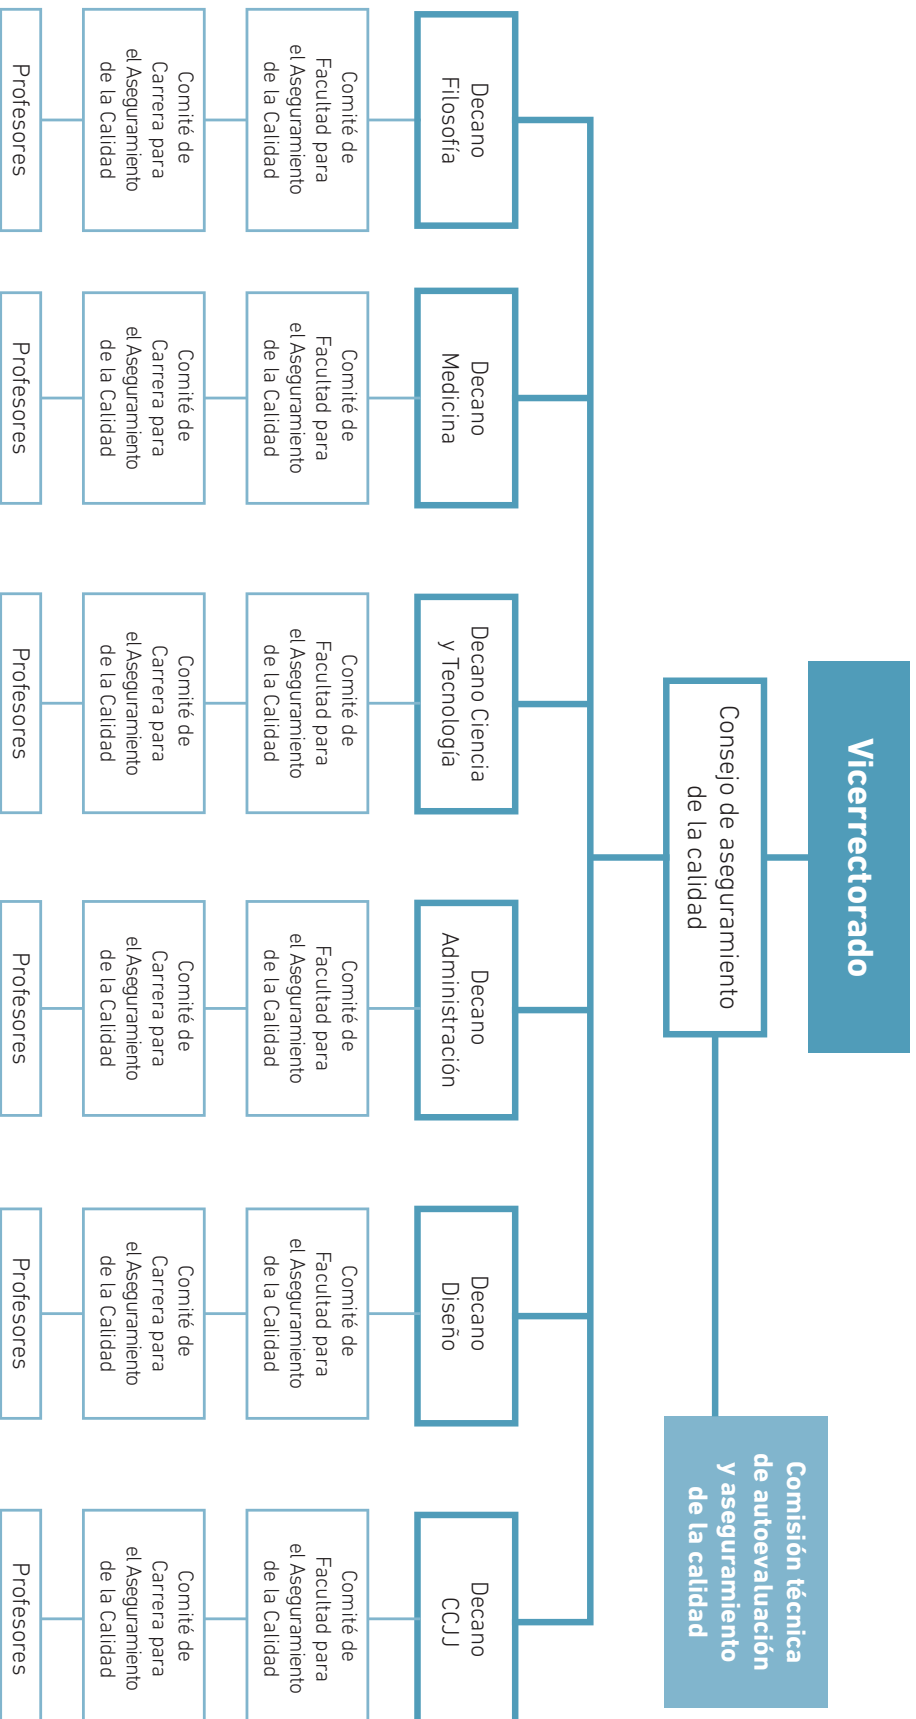 Vicerrectorado
Consejo de aseguramiento
de la calidad
Comisión técnica
de autoevaluación
y aseguramiento
de la calidad
Decano
Filosofía
Decano
Medicina
Decano Ciencia
y Tecnología
Decano
Administración
Decano
Diseño
Decano
CCJJ
Comité de
Facultad para
el Aseguramiento
de la Calidad
Comité de
Facultad para
el Aseguramiento
de la Calidad
Comité de
Facultad para
el Aseguramiento
de la Calidad
Comité de
Facultad para
el Aseguramiento
de la Calidad
Comité de
Facultad para
el Aseguramiento
de la Calidad
Comité de
Facultad para
el Aseguramiento
de la Calidad
Comité de
Carrera para
el Aseguramiento
de la Calidad
Comité de
Carrera para
el Aseguramiento
de la Calidad
Comité de
Carrera para
el Aseguramiento
de la Calidad
Comité de
Carrera para
el Aseguramiento
de la Calidad
Comité de
Carrera para
el Aseguramiento
de la Calidad
Comité de
Carrera para
el Aseguramiento
de la Calidad
Profesores
Profesores
Profesores
Profesores
Profesores
Profesores